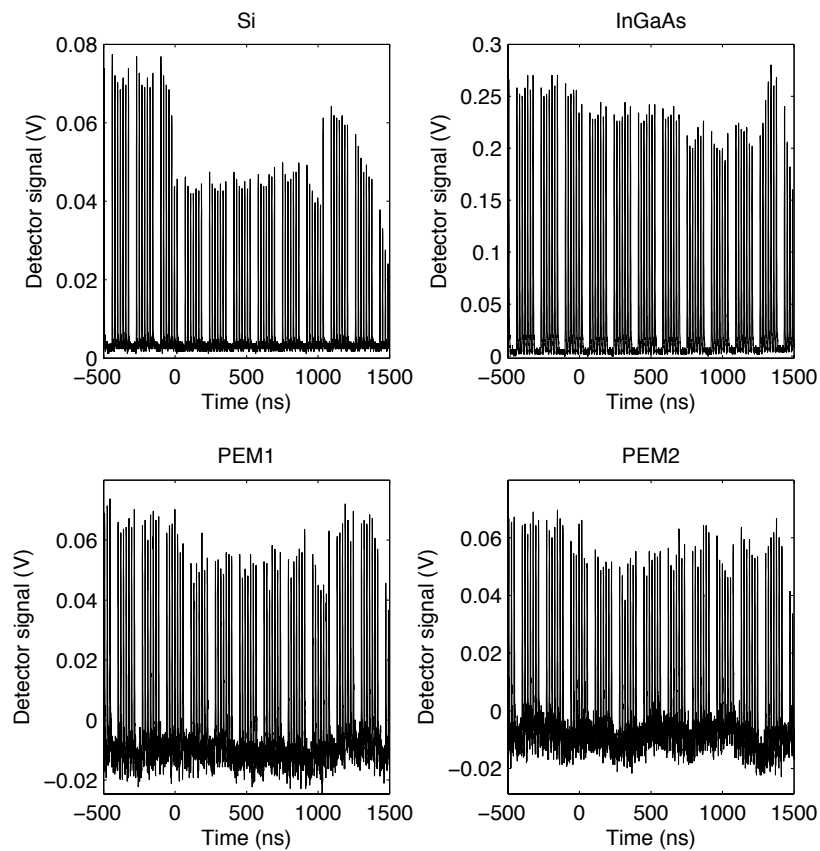 Si
0.08
0.06
0.04
0.02
0
Detector signal (V)
−500 0 500 1000 1500
Time (ns)
InGaAs
0.3
0.25
0.2
0.15
0.1
0.05
0
Detector signal (V)
−500 0 500 1000 1500
Time (ns)
PEM1
0.06
0.04
0.02
0
−0.02
Detector signal (V)
−500 0 500 1000 1500
Time (ns)
PEM2
0.06
0.04
0.02
0
−0.02
Detector signal (V)
−500 0 500 1000 1500
Time (ns)